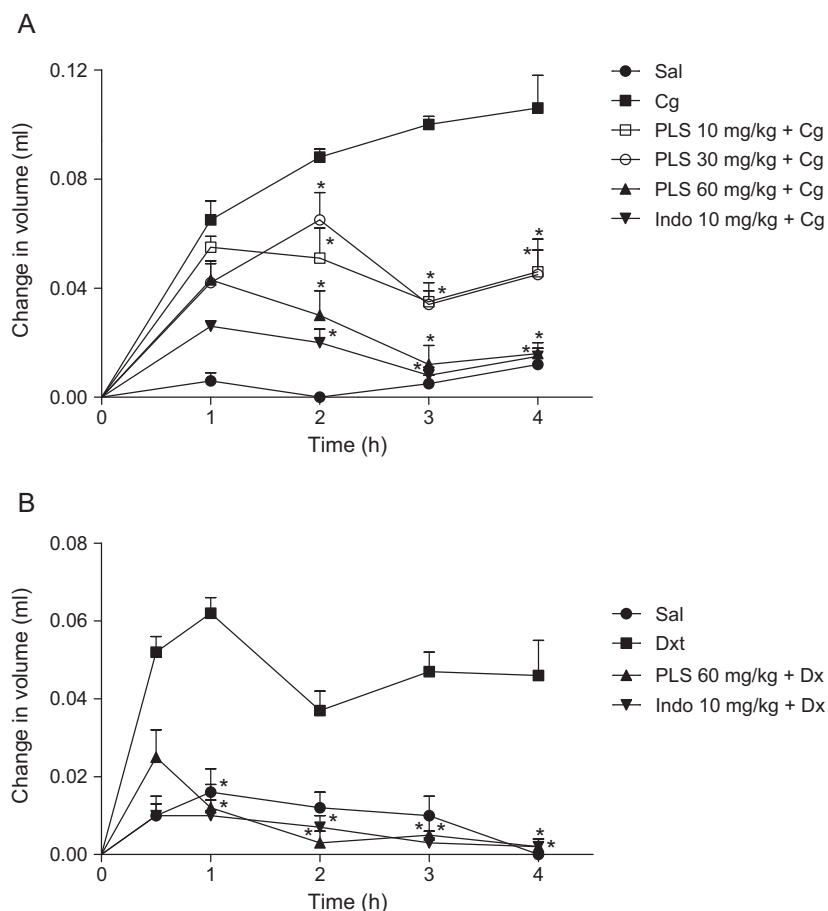 A
Change in volume (ml)
0.12
0.08
0.04
0.00
0 1 2 3 4
Time (h)
* * * * * * * * * * * *
Sal
Cg
PLS 10 mg/kg + Cg
PLS 30 mg/kg + Cg
PLS 60 mg/kg + Cg
Indo 10 mg/kg + Cg
B
Change in volume (ml)
0.08
0.06
0.04
0.02
0.00
0 1 2 3 4
Time (h)
* * * * * * * *
Sal
Dxt
PLS 60 mg/kg + Dx
Indo 10 mg/kg + Dx